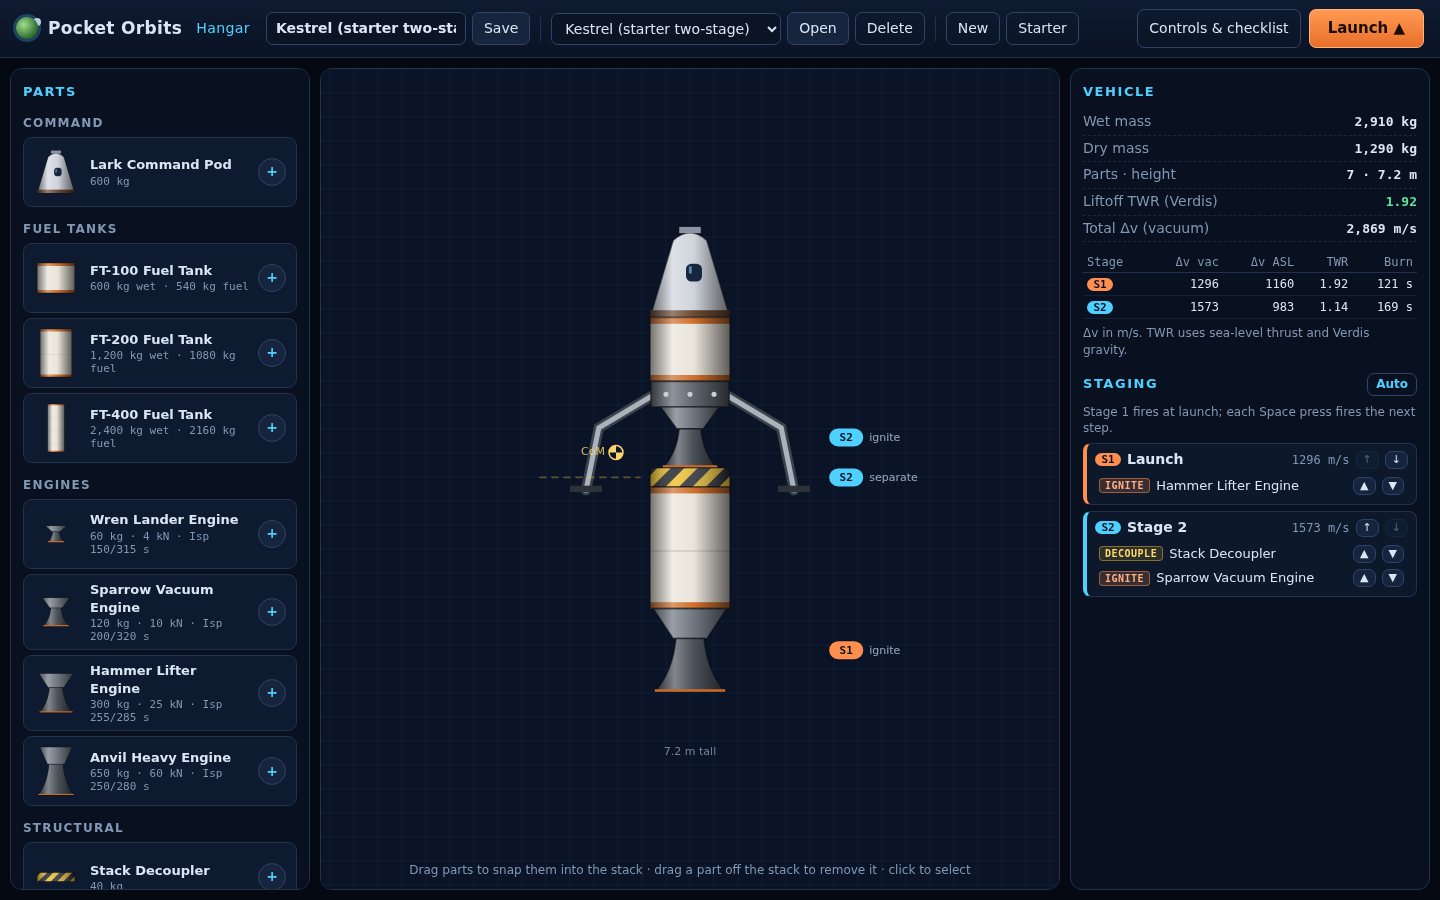 Pocket Orbits Hangar Kestrel (starter two-sta Save Kestrel (starter two-stage) Open Delete New Starter Controls & checklist Launch ▲
PARTS
COMMAND
Lark Command Pod
600 kg
+
FUEL TANKS
FT-100 Fuel Tank
600 kg wet · 540 kg fuel
+
FT-200 Fuel Tank
1,200 kg wet · 1080 kg
fuel
+
FT-400 Fuel Tank
2,400 kg wet · 2160 kg
fuel
+
ENGINES
Wren Lander Engine
60 kg · 4 kN · Isp
150/315 s
+
Sparrow Vacuum
Engine
120 kg · 10 kN · Isp
200/320 s
+
Hammer Lifter
Engine
300 kg · 25 kN · Isp
255/285 s
+
Anvil Heavy Engine
650 kg · 60 kN · Isp
250/280 s
+
STRUCTURAL
Stack Decoupler
40 kg
+
CoM
S2 ignite
S2 separate
S1 ignite
7.2 m tall
Drag parts to snap them into the stack · drag a part off the stack to remove it · click to select
VEHICLE
Wet mass 2,910 kg
Dry mass 1,290 kg
Parts · height 7 · 7.2 m
Liftoff TWR (Verdis) 1.92
Total Δv (vacuum) 2,869 m/s
Stage Δv vac Δv ASL TWR Burn
S1 1296 1160 1.92 121 s
S2 1573 983 1.14 169 s
Δv in m/s. TWR uses sea-level thrust and Verdis
gravity.
STAGING Auto
Stage 1 fires at launch; each Space press fires the next
step.
S1 Launch 1296 m/s ↑ ↓
IGNITE Hammer Lifter Engine ▲ ▼
S2 Stage 2 1573 m/s ↑ ↓
DECOUPLE Stack Decoupler ▲ ▼
IGNITE Sparrow Vacuum Engine ▲ ▼